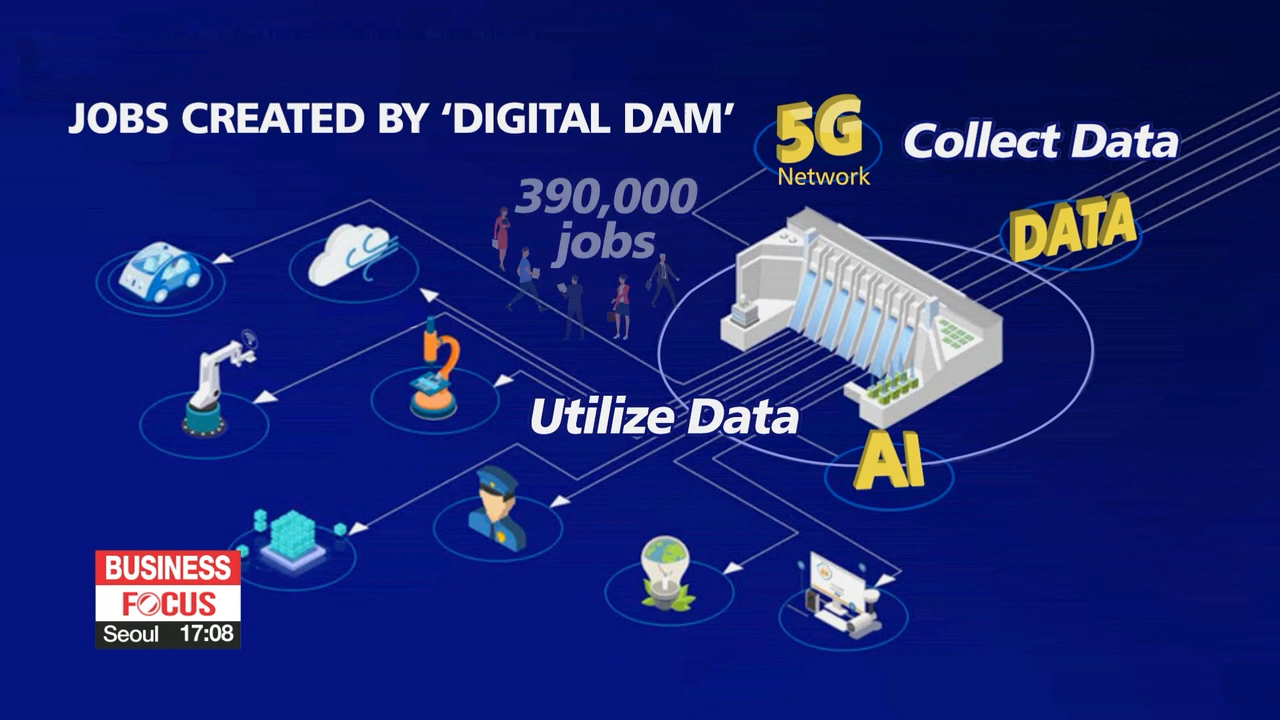 JOBS CREATED BY ‘DIGITAL DAM’
5G
Network
Collect Data
DATA
390,000
jobs
Utilize Data
AI
BUSINESS
FOCUS
Seoul 17:08